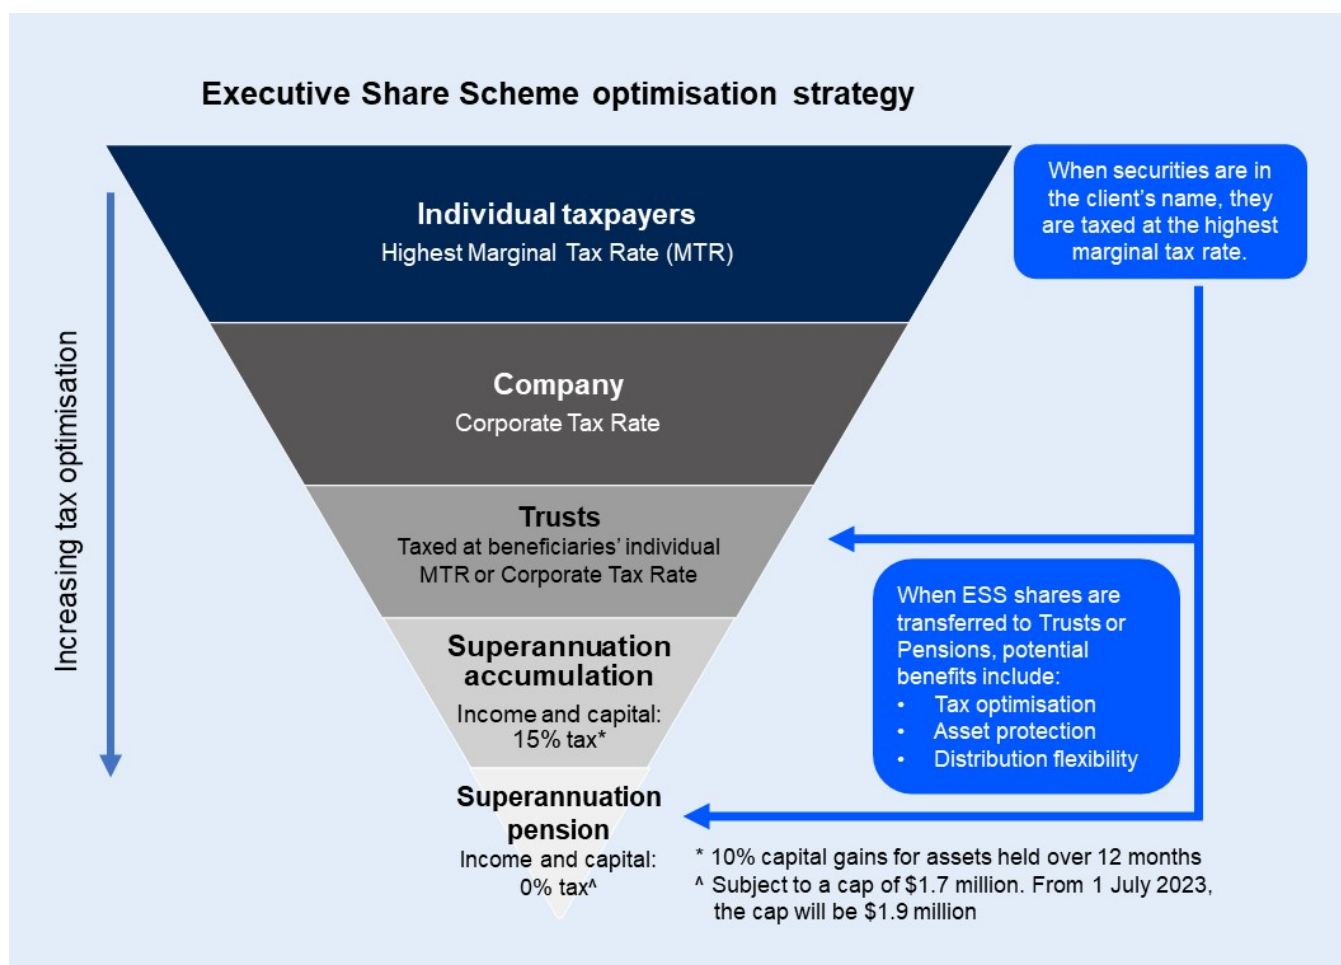 Executive Share Scheme optimisation strategy
Increasing tax optimisation
Individual taxpayers
Highest Marginal Tax Rate (MTR)
When securities are in
the client’s name, they
are taxed at the highest
marginal tax rate.
Company
Corporate Tax Rate
Trusts
Taxed at beneficiaries’ individual
MTR or Corporate Tax Rate
When ESS shares are
transferred to Trusts or
Pensions, potential
benefits include:
• Tax optimisation
• Asset protection
• Distribution flexibility
Superannuation
accumulation
Income and capital:
15% tax*
Superannuation
pension
Income and capital:
0% tax^
* 10% capital gains for assets held over 12 months
^ Subject to a cap of $1.7 million. From 1 July 2023,
the cap will be $1.9 million